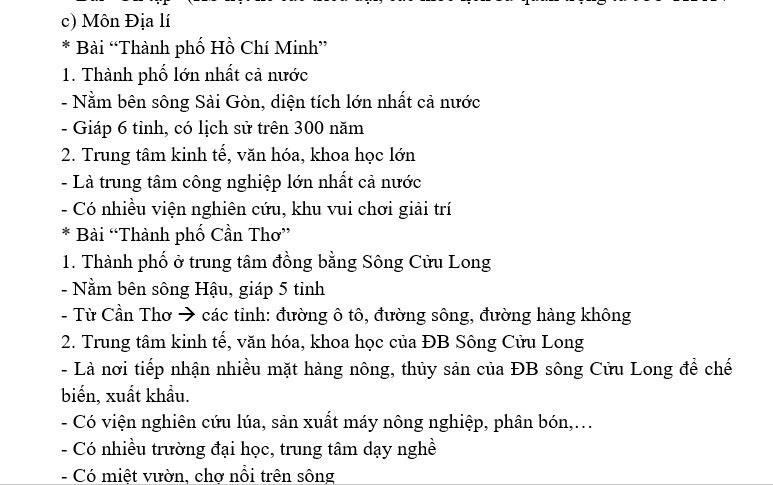 c) Môn Địa lí
* Bài “Thành phố Hồ Chí Minh”
1. Thành phố lớn nhất cả nước
- Nằm bên sông Sài Gòn, diện tích lớn nhất cả nước
- Giáp 6 tỉnh, có lịch sử trên 300 năm
2. Trung tâm kinh tế, văn hóa, khoa học lớn
- Là trung tâm công nghiệp lớn nhất cả nước
- Có nhiều viện nghiên cứu, khu vui chơi giải trí
* Bài “Thành phố Cần Thơ”
1. Thành phố ở trung tâm đồng bằng Sông Cửu Long
- Nằm bên sông Hậu, giáp 5 tỉnh
- Từ Cần Thơ → các tỉnh: đường ô tô, đường sông, đường hàng không
2. Trung tâm kinh tế, văn hóa, khoa học của ĐB Sông Cửu Long
- Là nơi tiếp nhận nhiều mặt hàng nông, thủy sản của ĐB sông Cửu Long để chế
biến, xuất khẩu.
- Có viện nghiên cứu lúa, sản xuất máy nông nghiệp, phân bón,…
- Có nhiều trường đại học, trung tâm dạy nghề
- Có miệt vườn, chợ nổi trên sông